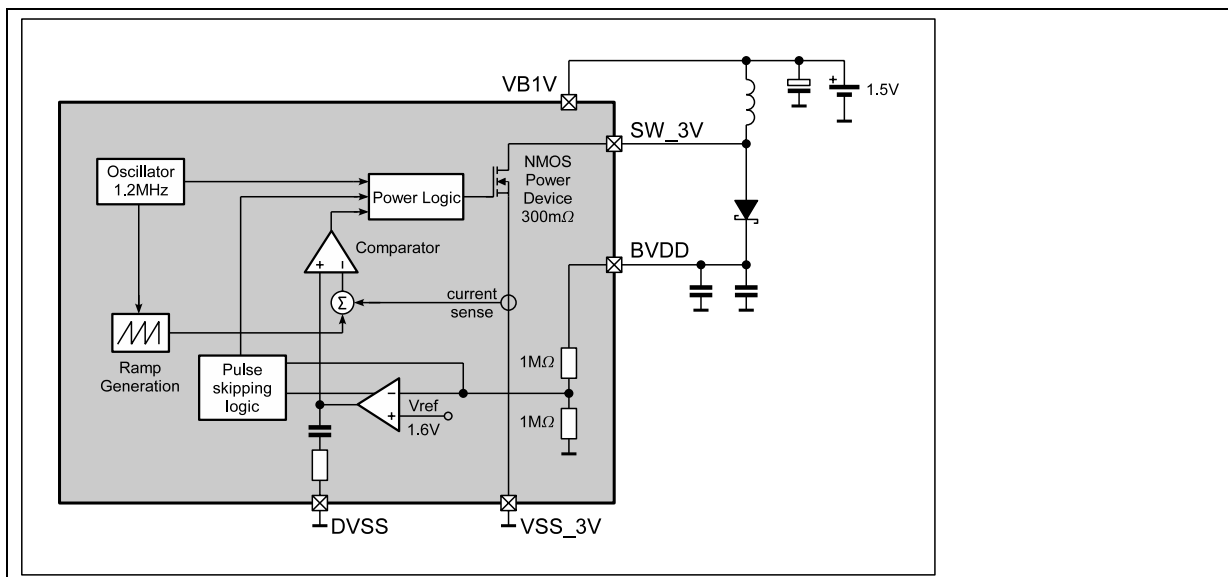 VB1V
+
1.5V
SW_3V
Oscillator
1.2MHz
NMOS
Power
Device
300mΩ
Power Logic
Comparator
BVDD
+
−
Σ
current
sense
Ramp
Generation
Pulse
skipping
logic
1MΩ
−
Vref
+
1.6V
1MΩ
DVSS
VSS_3V